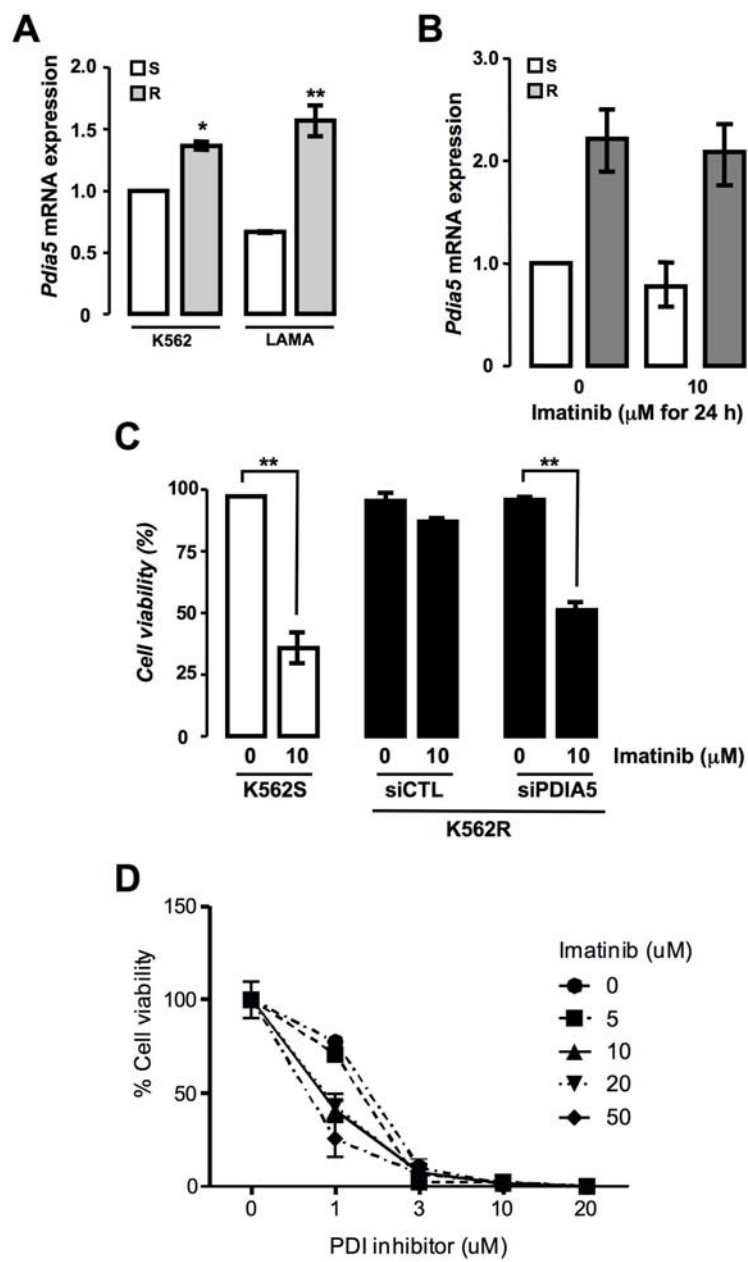 A
S
R
2.0
1.5
1.0
0.5
0
Pdia5 mRNA expression
*
**
K562
LAMA
B
S
R
3.0
2.0
1.0
0
Pdia5 mRNA expression
0
10
Imatinib (µM for 24 h)
C
**
**
100
75
50
25
0
Cell viability (%)
0 10 0 10 0 10 Imatinib (µM)
K562S siCTL siPDIA5
K562R
D
150
100
50
0
% Cell viability
Imatinib (uM)
0
5
10
20
50
0 1 3 10 20
PDI inhibitor (uM)